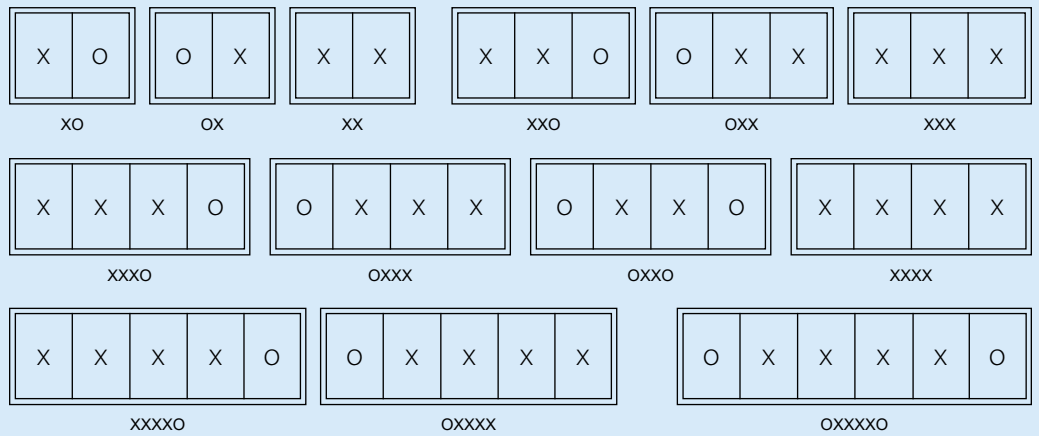 X O O X X X X X O O X X X X X
XO OX XX XXO OXX XXX
X X X O O X X X O X X O X X X X
XXXO OXXX OXXO XXXX
X X X X O O X X X X O X X X X O
XXXXO OXXXX OXXXXO